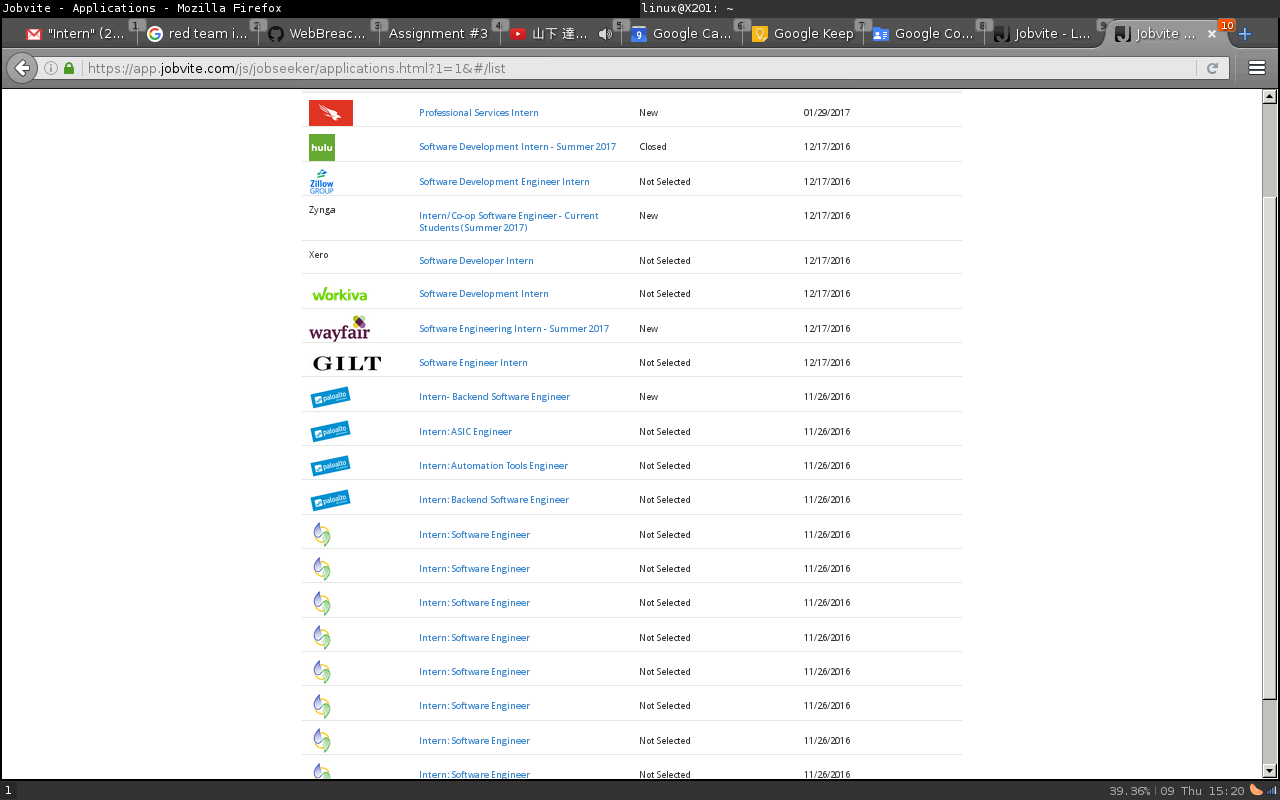 Jobvite - Applications - Mozilla Firefox
linux@X201: ~
1 2 3 4 5 6 7 8 9 10
"Intern" (2... red team i... WebBreac... Assignment #3 山下 達... Google Ca... Google Keep Google Co... Jobvite - L... Jobvite ...
https://app.jobvite.com/js/jobseeker/applications.html?1=1&#/list
Professional Services Intern New 01/29/2017
hulu Software Development Intern - Summer 2017 Closed 12/17/2016
Zillow GROUP Software Development Engineer Intern Not Selected 12/17/2016
Zynga Intern/Co-op Software Engineer - Current New 12/17/2016
Students (Summer 2017)
Xero Software Developer Intern Not Selected 12/17/2016
workiva Software Development Intern Not Selected 12/17/2016
wayfair Software Engineering Intern - Summer 2017 New 12/17/2016
GILT Software Engineer Intern Not Selected 12/17/2016
paloalto Intern- Backend Software Engineer New 11/26/2016
paloalto Intern: ASIC Engineer Not Selected 11/26/2016
paloalto Intern: Automation Tools Engineer Not Selected 11/26/2016
paloalto Intern: Backend Software Engineer Not Selected 11/26/2016
Intern: Software Engineer Not Selected 11/26/2016
Intern: Software Engineer Not Selected 11/26/2016
Intern: Software Engineer Not Selected 11/26/2016
Intern: Software Engineer Not Selected 11/26/2016
Intern: Software Engineer Not Selected 11/26/2016
Intern: Software Engineer Not Selected 11/26/2016
Intern: Software Engineer Not Selected 11/26/2016
Intern: Software Engineer Not Selected 11/26/2016
1 39.36% | 09 Thu 15:20